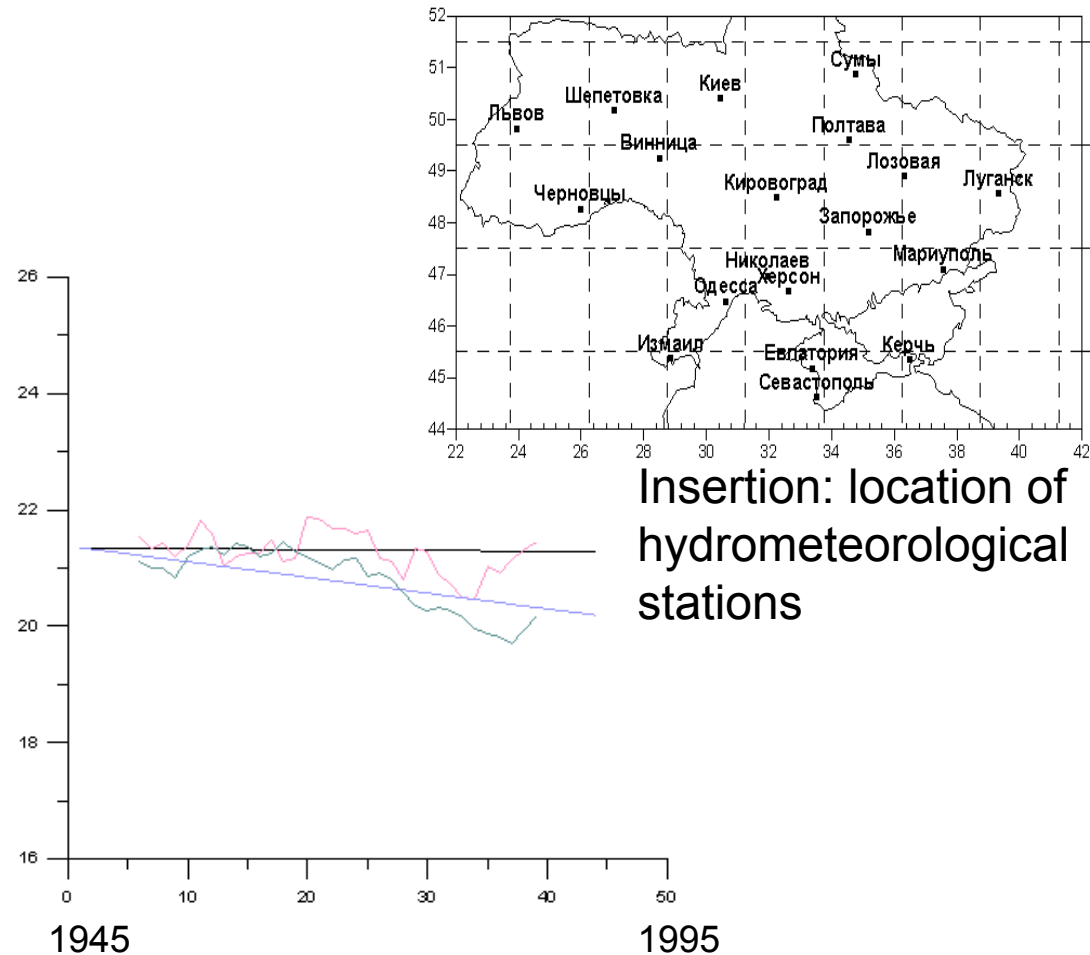 52
51
50
49
48
47
46
45
44
Сумы
Киев
Шепетовка
Львов
Полтава
Винница
Лозовая
Луганск
Кировоград
Черновцы
Запорожье
Мариуполь
Николаев
Херсон
Одесса
Измаил
Евпатория
Керчь
Севастополь
22 24 26 28 30 32 34 36 38 40 42
Insertion: location of
hydrometeorological
stations
26
24
22
20
18
16
0 10 20 30 40 50
1945 1995